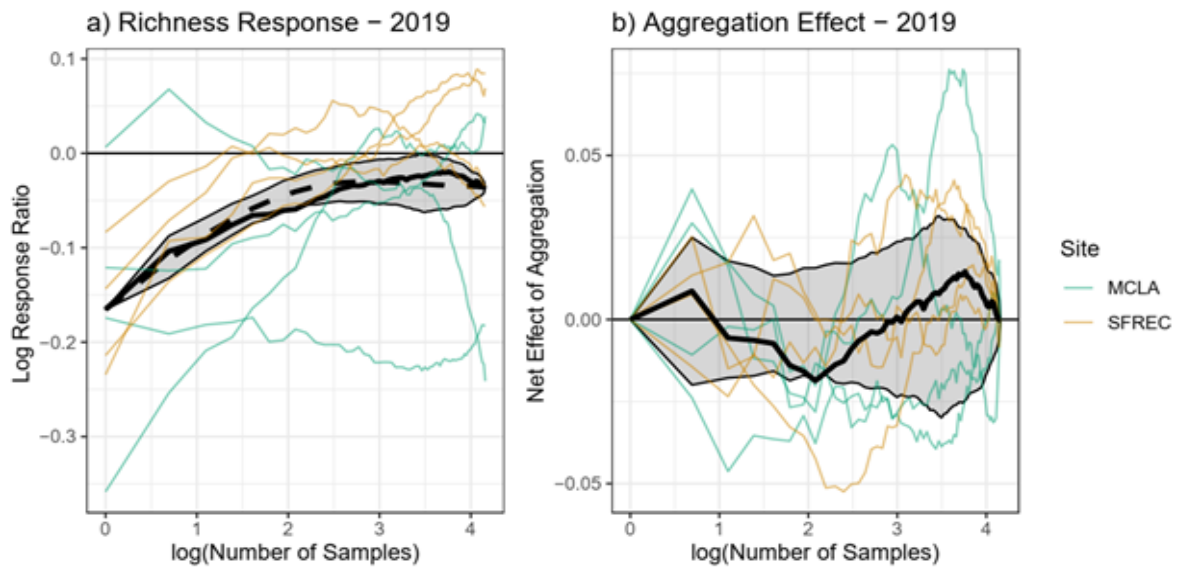 a) Richness Response − 2019
b) Aggregation Effect − 2019
Log Response Ratio
0.1
0.0
−0.1
−0.2
−0.3
0
1
2
3
4
log(Number of Samples)
Net Effect of Aggregation
0.05
0.00
−0.05
0
1
2
3
4
log(Number of Samples)
Site
MCLA
SFREC